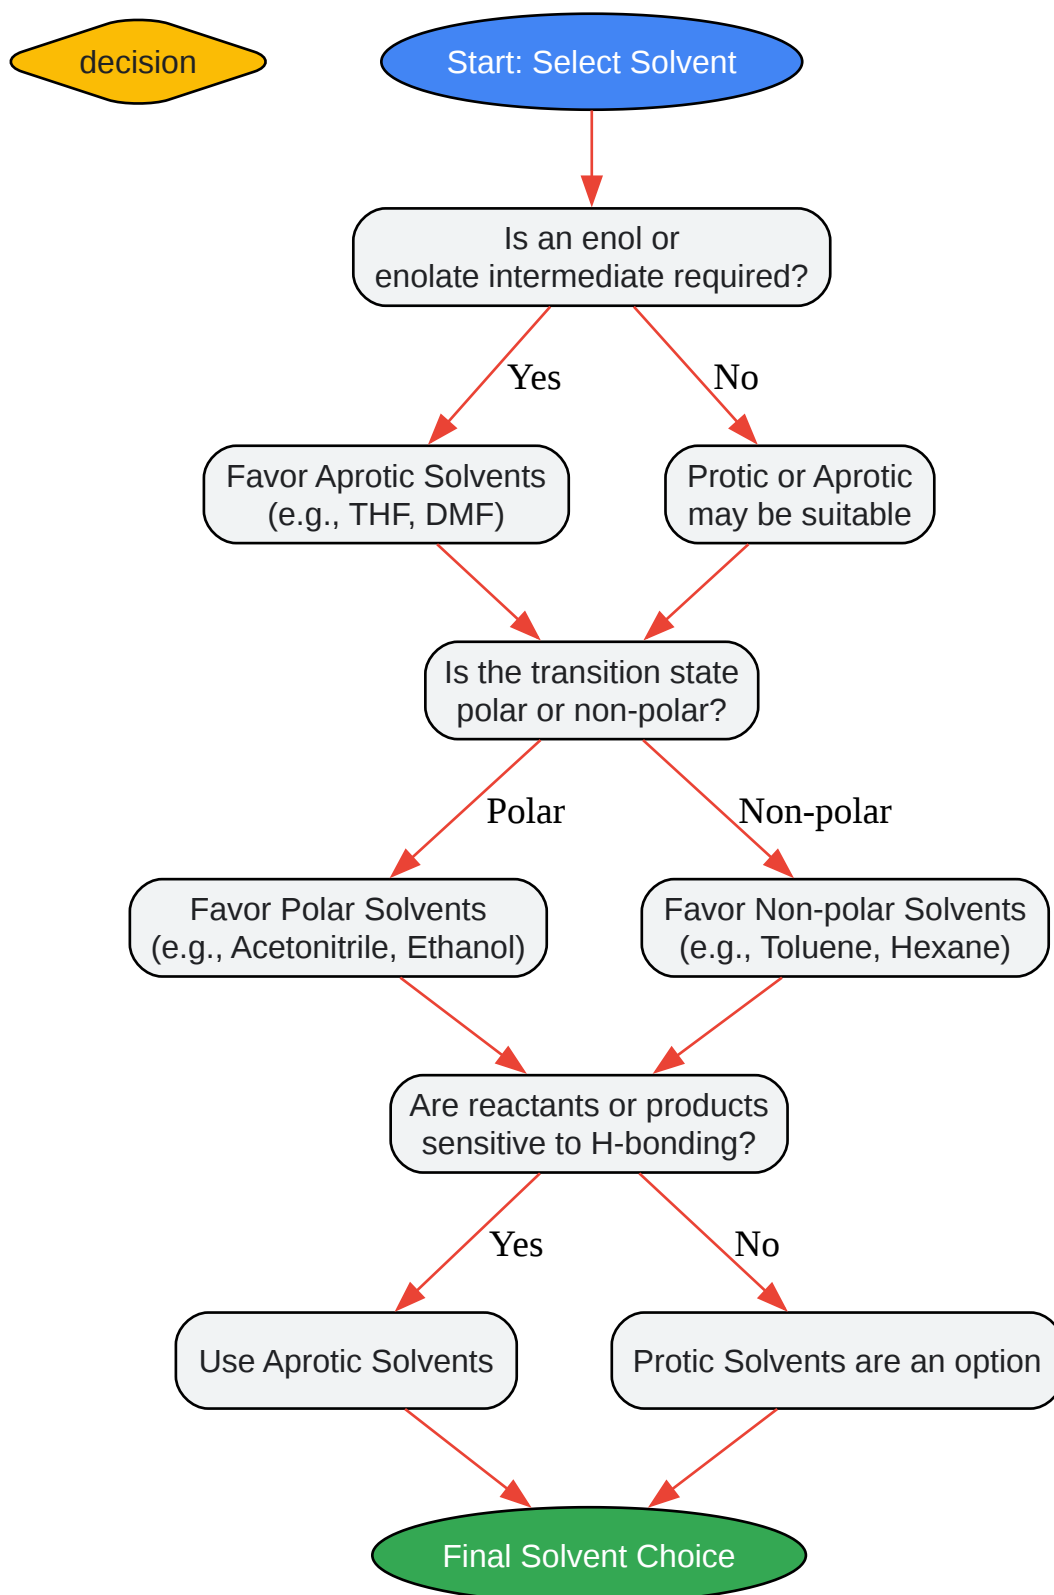 decision
Start: Select Solvent
Is an enol or
enolate intermediate required?
Yes
No
Favor Aprotic Solvents
(e.g., THF, DMF)
Protic or Aprotic
may be suitable
Is the transition state
polar or non-polar?
Polar
Non-polar
Favor Polar Solvents
(e.g., Acetonitrile, Ethanol)
Favor Non-polar Solvents
(e.g., Toluene, Hexane)
Are reactants or products
sensitive to H-bonding?
Yes
No
Use Aprotic Solvents
Protic Solvents are an option
Final Solvent Choice